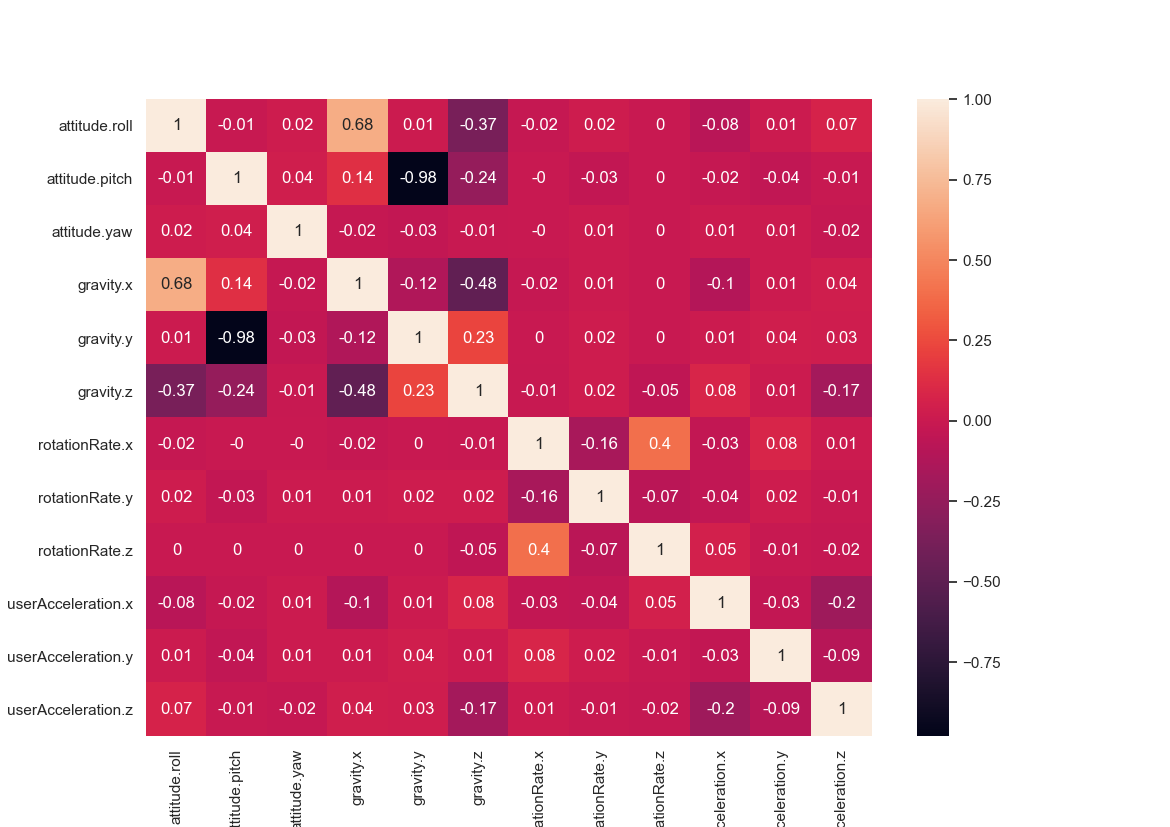 attitude.roll 1 -0.01 0.02 0.68 0.01 -0.37 -0.02 0.02 0 -0.08 0.01 0.07
attitude.pitch -0.01 1 0.04 0.14 -0.98 -0.24 -0 -0.03 0 -0.02 -0.04 -0.01
attitude.yaw 0.02 0.04 1 -0.02 -0.03 -0.01 -0 0.01 0 0.01 0.01 -0.02
gravity.x 0.68 0.14 -0.02 1 -0.12 -0.48 -0.02 0.01 0 -0.1 0.01 0.04
gravity.y 0.01 -0.98 -0.03 -0.12 1 0.23 0 0.02 0 0.01 0.04 0.03
gravity.z -0.37 -0.24 -0.01 -0.48 0.23 1 -0.01 0.02 -0.05 0.08 0.01 -0.17
rotationRate.x -0.02 -0 -0 -0.02 0 -0.01 1 -0.16 0.4 -0.03 0.08 0.01
rotationRate.y 0.02 -0.03 0.01 0.01 0.02 0.02 -0.16 1 -0.07 -0.04 0.02 -0.01
rotationRate.z 0 0 0 0 0 -0.05 0.4 -0.07 1 0.05 -0.01 -0.02
userAcceleration.x -0.08 -0.02 0.01 -0.1 0.01 0.08 -0.03 -0.04 0.05 1 -0.03 -0.2
userAcceleration.y 0.01 -0.04 0.01 0.01 0.04 0.01 0.08 0.02 -0.01 -0.03 1 -0.09
userAcceleration.z 0.07 -0.01 -0.02 0.04 0.03 -0.17 0.01 -0.01 -0.02 -0.2 -0.09 1
attitude.roll
ttitude.pitch
attitude.yaw
gravity.x
gravity.y
gravity.z
ationRate.x
ationRate.y
ationRate.z
celeration.x
celeration.y
celeration.z
1.00
0.75
0.50
0.25
0.00
−0.25
−0.50
−0.75